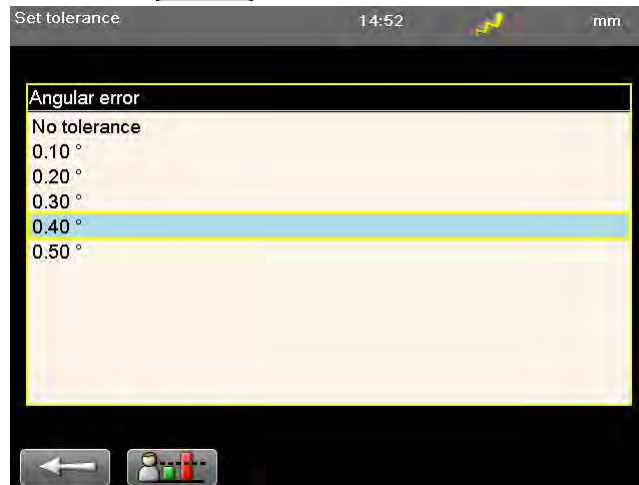 Set tolerance 14:52 mm
Angular error
No tolerance
0.10 °
0.20 °
0.30 °
0.40 °
0.50 °